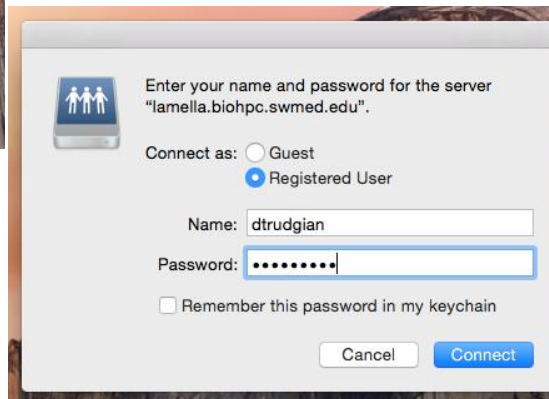 Enter your name and password for the server
“lamella.biohpc.swmed.edu”.
Connect as: Guest
Registered User
Name: dtrudgian
Password: •••••••••
Remember this password in my keychain
Cancel Connect